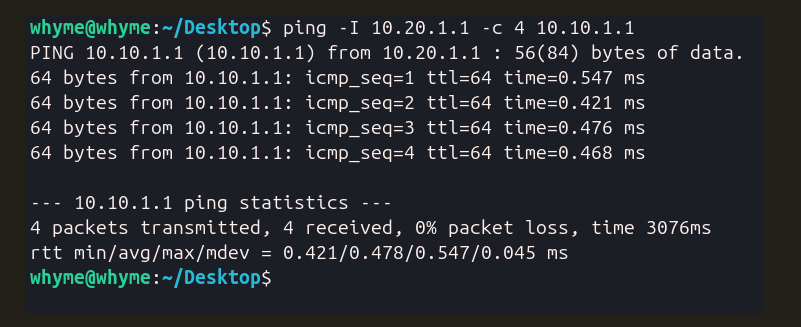 whyme@whyme:~/Desktop$ ping -I 10.20.1.1 -c 4 10.10.1.1
PING 10.10.1.1 (10.10.1.1) from 10.20.1.1 : 56(84) bytes of data.
64 bytes from 10.10.1.1: icmp_seq=1 ttl=64 time=0.547 ms
64 bytes from 10.10.1.1: icmp_seq=2 ttl=64 time=0.421 ms
64 bytes from 10.10.1.1: icmp_seq=3 ttl=64 time=0.476 ms
64 bytes from 10.10.1.1: icmp_seq=4 ttl=64 time=0.468 ms

--- 10.10.1.1 ping statistics ---
4 packets transmitted, 4 received, 0% packet loss, time 3076ms
rtt min/avg/max/mdev = 0.421/0.478/0.547/0.045 ms
whyme@whyme:~/Desktop$